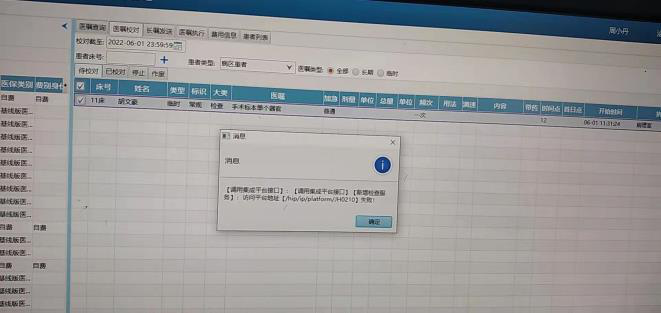 周小丹
医嘱查询 医嘱校对 长嘱发送 医嘱执行 费用信息 患者列表
校对截至: 2022-06-01 23:59:59
患者床号: 患者类型: 病区患者 医嘱类型: 全部 长期 临时
待校对 已校对 停止 作废
医保类别 费别 床号 姓名 类型 标识 大类 医嘱 加急 剂量 单位 总量 单位 频次 用法 滴速 内容 带药 时间点 首日点 开始时间
自费 自费 11床 胡文豪 临时 常规 检查 手术标本单个器官 普通 一次 12 06-01 11:31:24 病理室
基线版医...
基线版医...
基线版医...
基线版医...
基线版医...
基线版医...
基线版医...
基线版医...
基线版医...
基线版医...
自费 自费
基线版医...
基线版医...
自费 自费
基线版医...
基线版医...
基线版医...
消息
消息
【调用集成平台接口】:【调用集成平台接口】【新增检查服
务】:访问平台地址【/hip/ip/platform/JH0210】失败!
确定